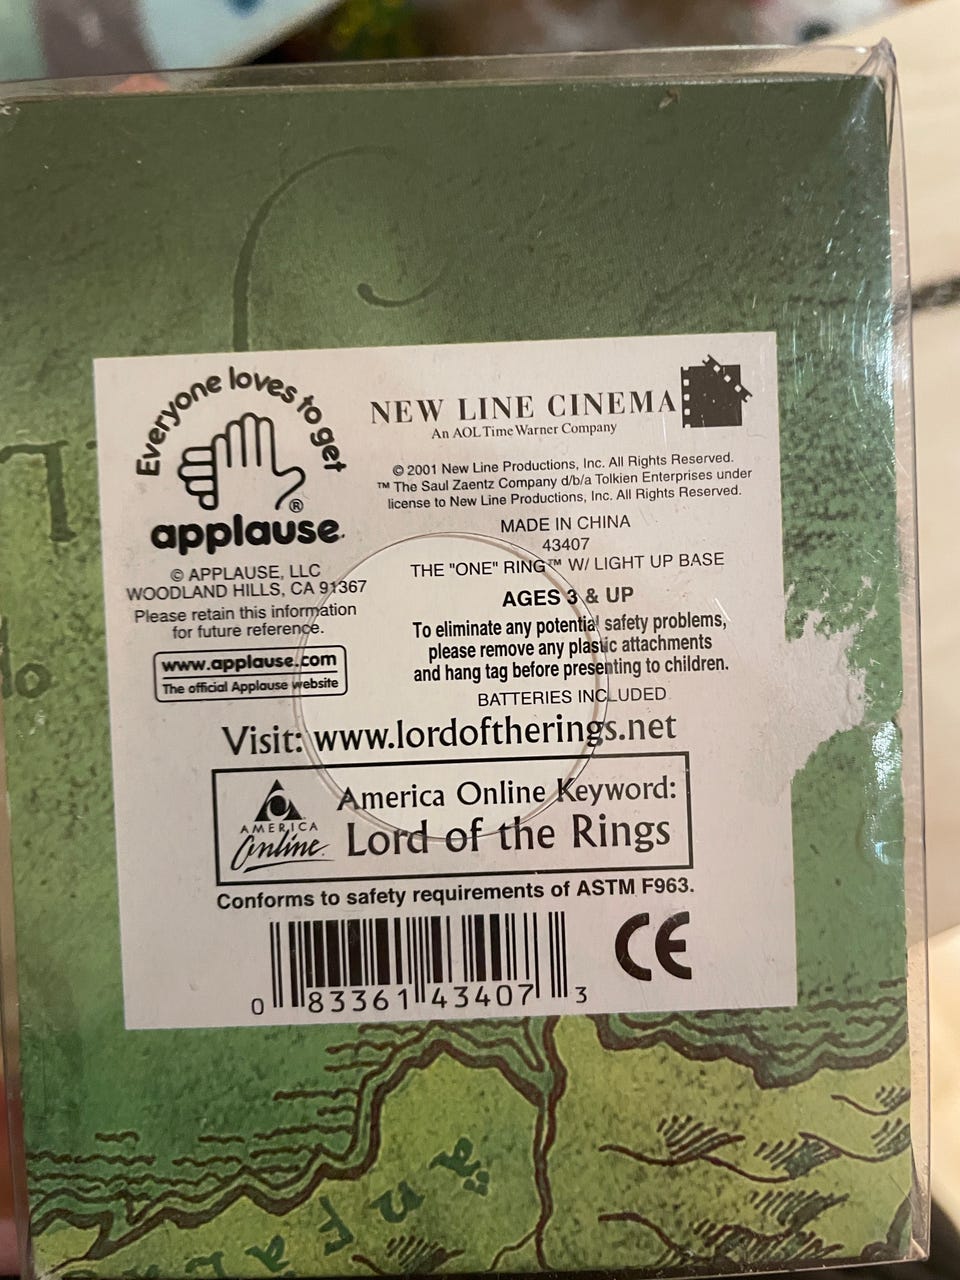 Everyone loves to get
applause®
© APPLAUSE, LLC
WOODLAND HILLS, CA 91367
Please retain this information
for future reference.
www.applause.com
The official Applause website
NEW LINE CINEMA
An AOL Time Warner Company
© 2001 New Line Productions, Inc. All Rights Reserved.
™ The Saul Zaentz Company d/b/a Tolkien Enterprises under
license to New Line Productions, Inc. All Rights Reserved.
MADE IN CHINA
43407
THE "ONE" RING™ W/ LIGHT UP BASE
AGES 3 & UP
To eliminate any potential safety problems,
please remove any plastic attachments
and hang tag before presenting to children.
BATTERIES INCLUDED
Visit: www.lordoftherings.net
AMERICA
Online
America Online Keyword:
Lord of the Rings
Conforms to safety requirements of ASTM F963.
0 83361 43407 3
CE